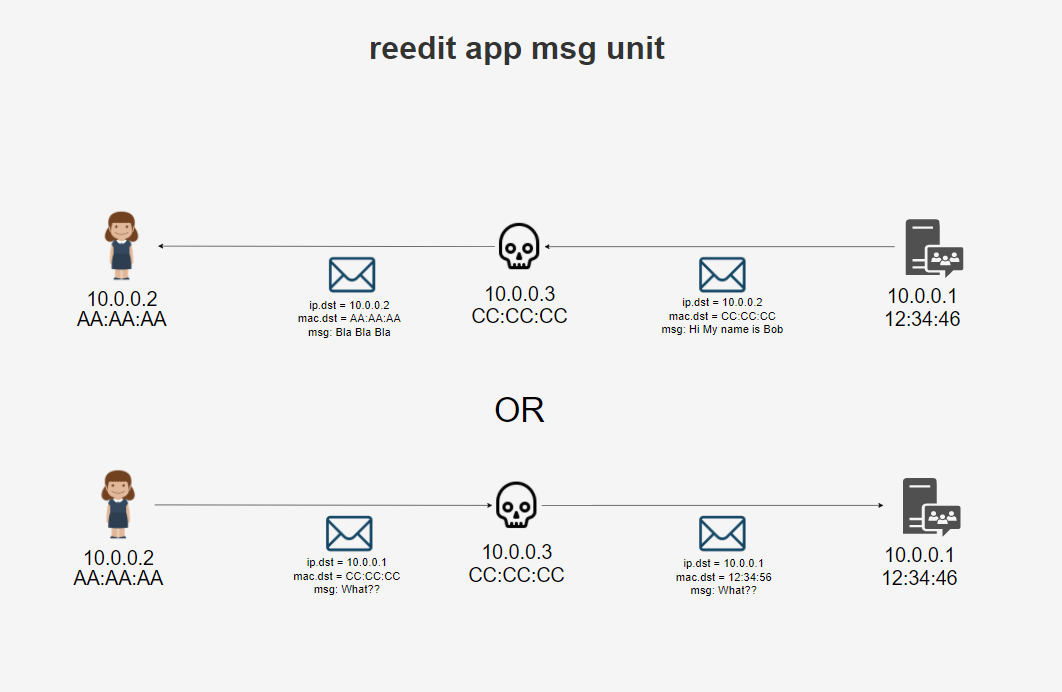 reedit app msg unit
10.0.0.2
AA:AA:AA
ip.dst = 10.0.0.2
mac.dst = AA:AA:AA
msg: Bla Bla Bla
10.0.0.3
CC:CC:CC
ip.dst = 10.0.0.2
mac.dst = CC:CC:CC
msg: Hi My name is Bob
10.0.0.1
12:34:46
OR
10.0.0.2
AA:AA:AA
ip.dst = 10.0.0.1
mac.dst = CC:CC:CC
msg: What??
10.0.0.3
CC:CC:CC
ip.dst = 10.0.0.1
mac.dst = 12:34:56
msg: What??
10.0.0.1
12:34:46